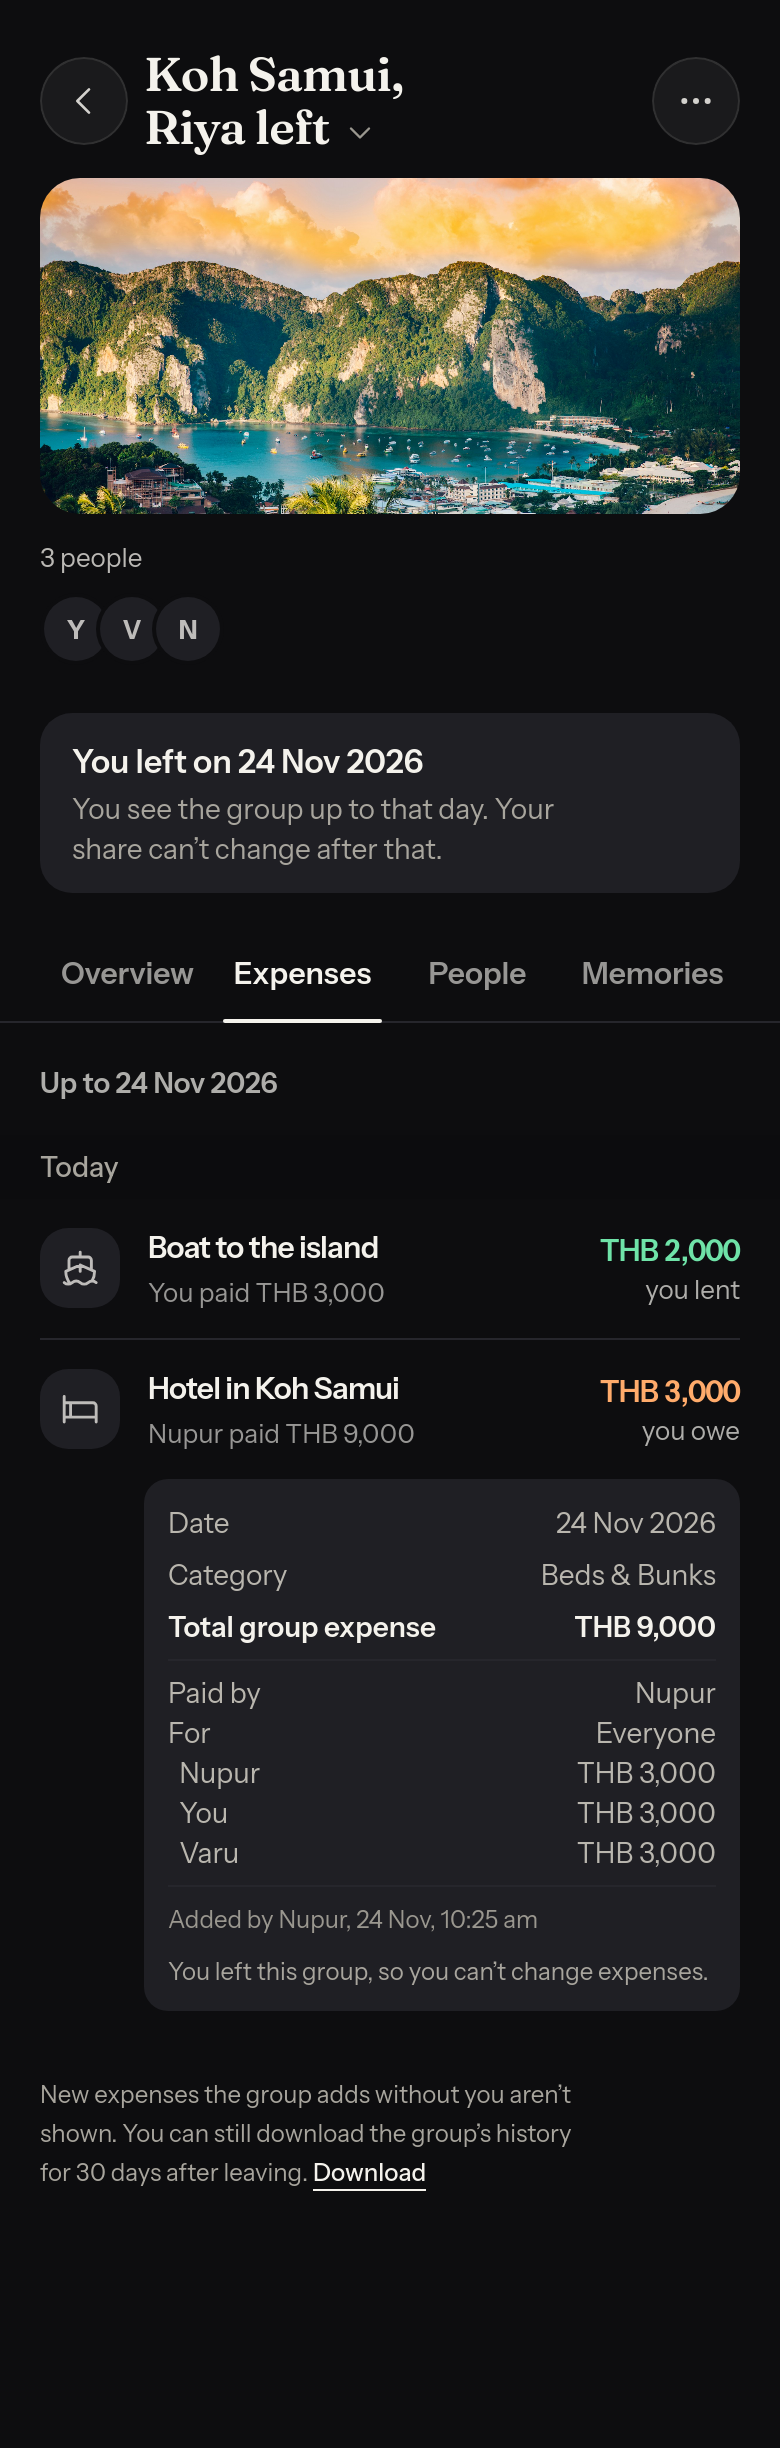 Koh Samui,
Riya left
3 people
Y V N
You left on 24 Nov 2026
You see the group up to that day. Your
share can’t change after that.
Overview Expenses People Memories
Up to 24 Nov 2026
Today
Boat to the island THB 2,000
You paid THB 3,000 you lent
Hotel in Koh Samui THB 3,000
Nupur paid THB 9,000 you owe
Date 24 Nov 2026
Category Beds & Bunks
Total group expense THB 9,000
Paid by Nupur
For Everyone
Nupur THB 3,000
You THB 3,000
Varu THB 3,000
Added by Nupur, 24 Nov, 10:25 am
You left this group, so you can’t change expenses.
New expenses the group adds without you aren’t
shown. You can still download the group’s history
for 30 days after leaving. Download